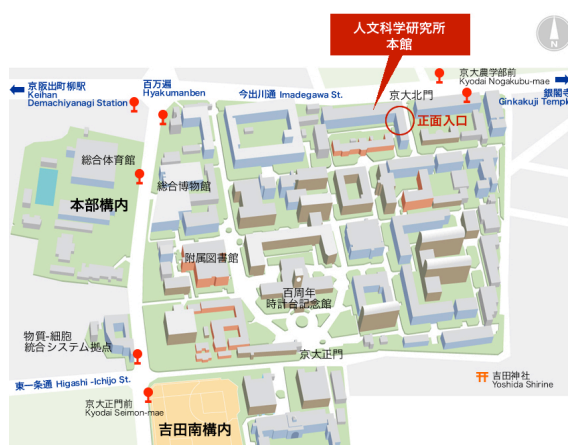 人文科学研究所
本館
N
京阪出町柳駅
Keihan
Demachiyanagi Station
百万遍
Hyakumanben
今出川通 Imadegawa St.
京大北門
京大農学部前
Kyodai Nogakubu-mae
銀閣寺
Ginkakuji Temple
正面入口
総合体育館
本部構内
総合博物館
附属図書館
百周年
時計台記念館
物質-細胞
統合システム拠点
京大正門
東一条通 Higashi -Ichijo St.
京大正門前
Kyodai Seimon-mae
吉田南構内
吉田神社
Yoshida Shirine